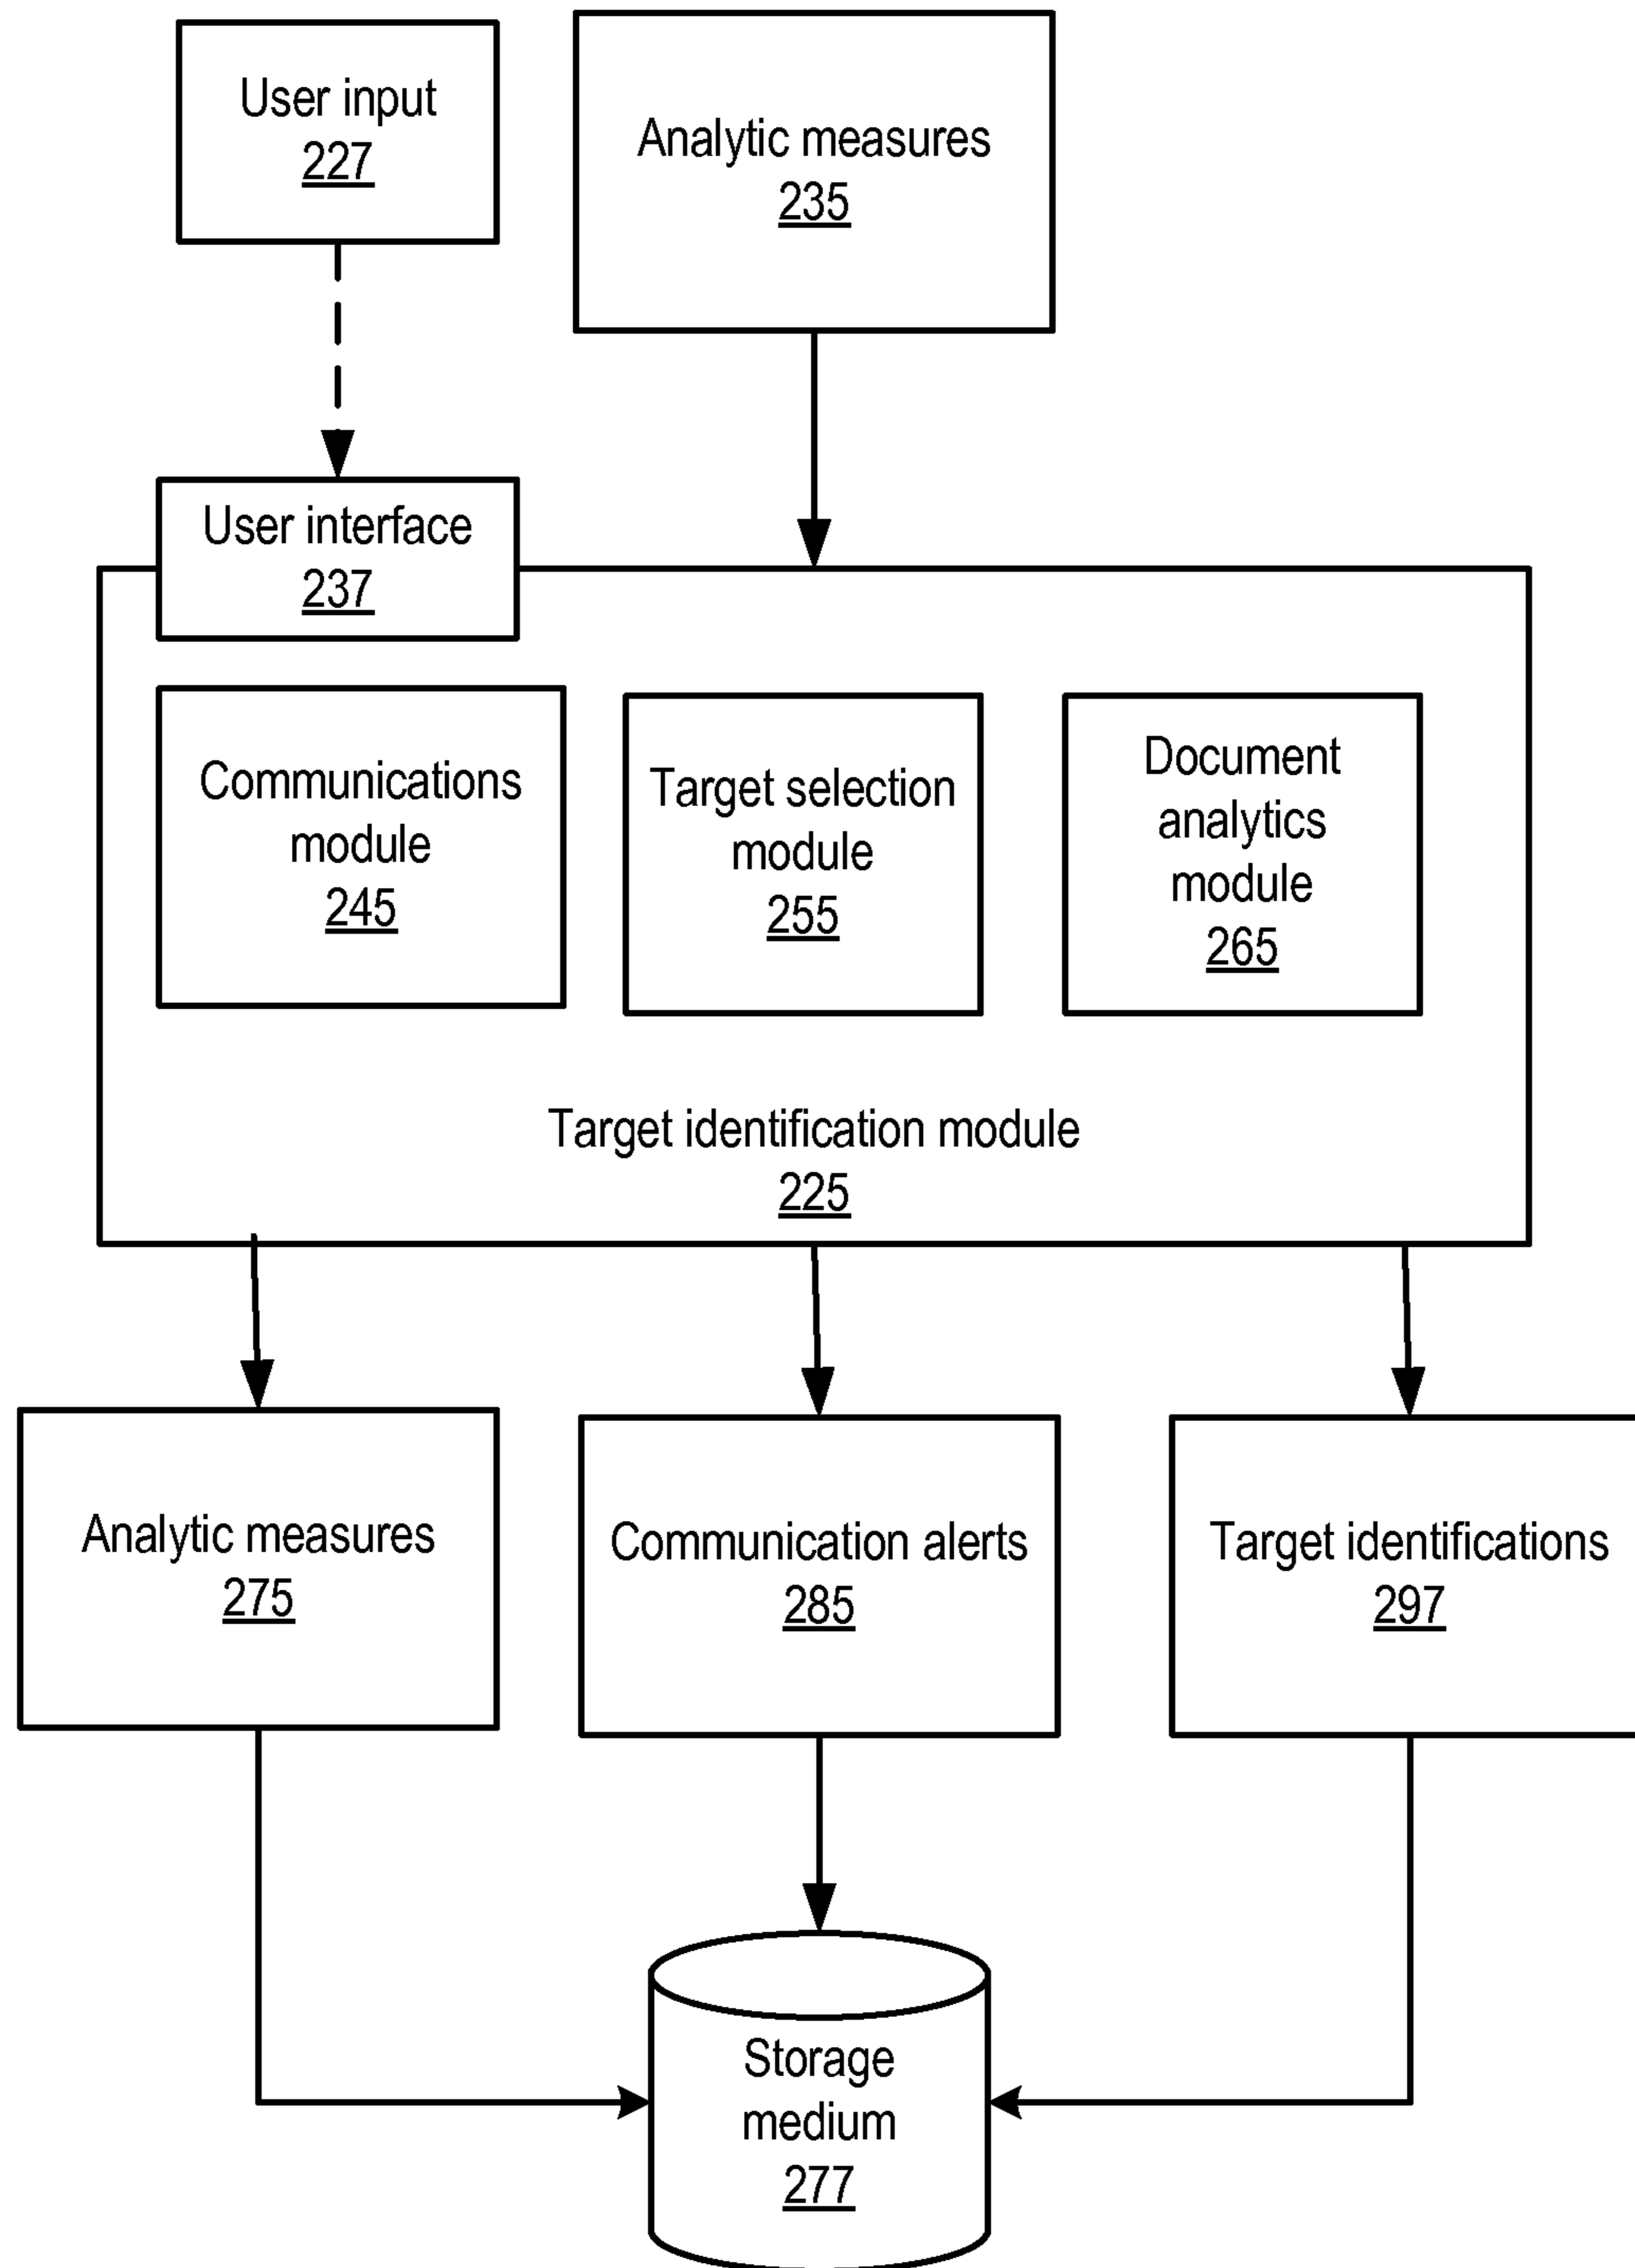 User input
227
Analytic measures
235
User interface
237
Communications
module
245
Target selection
module
255
Document
analytics
module
265
Target identification module
225
Analytic measures
275
Communication alerts
285
Target identifications
297
Storage
medium
277